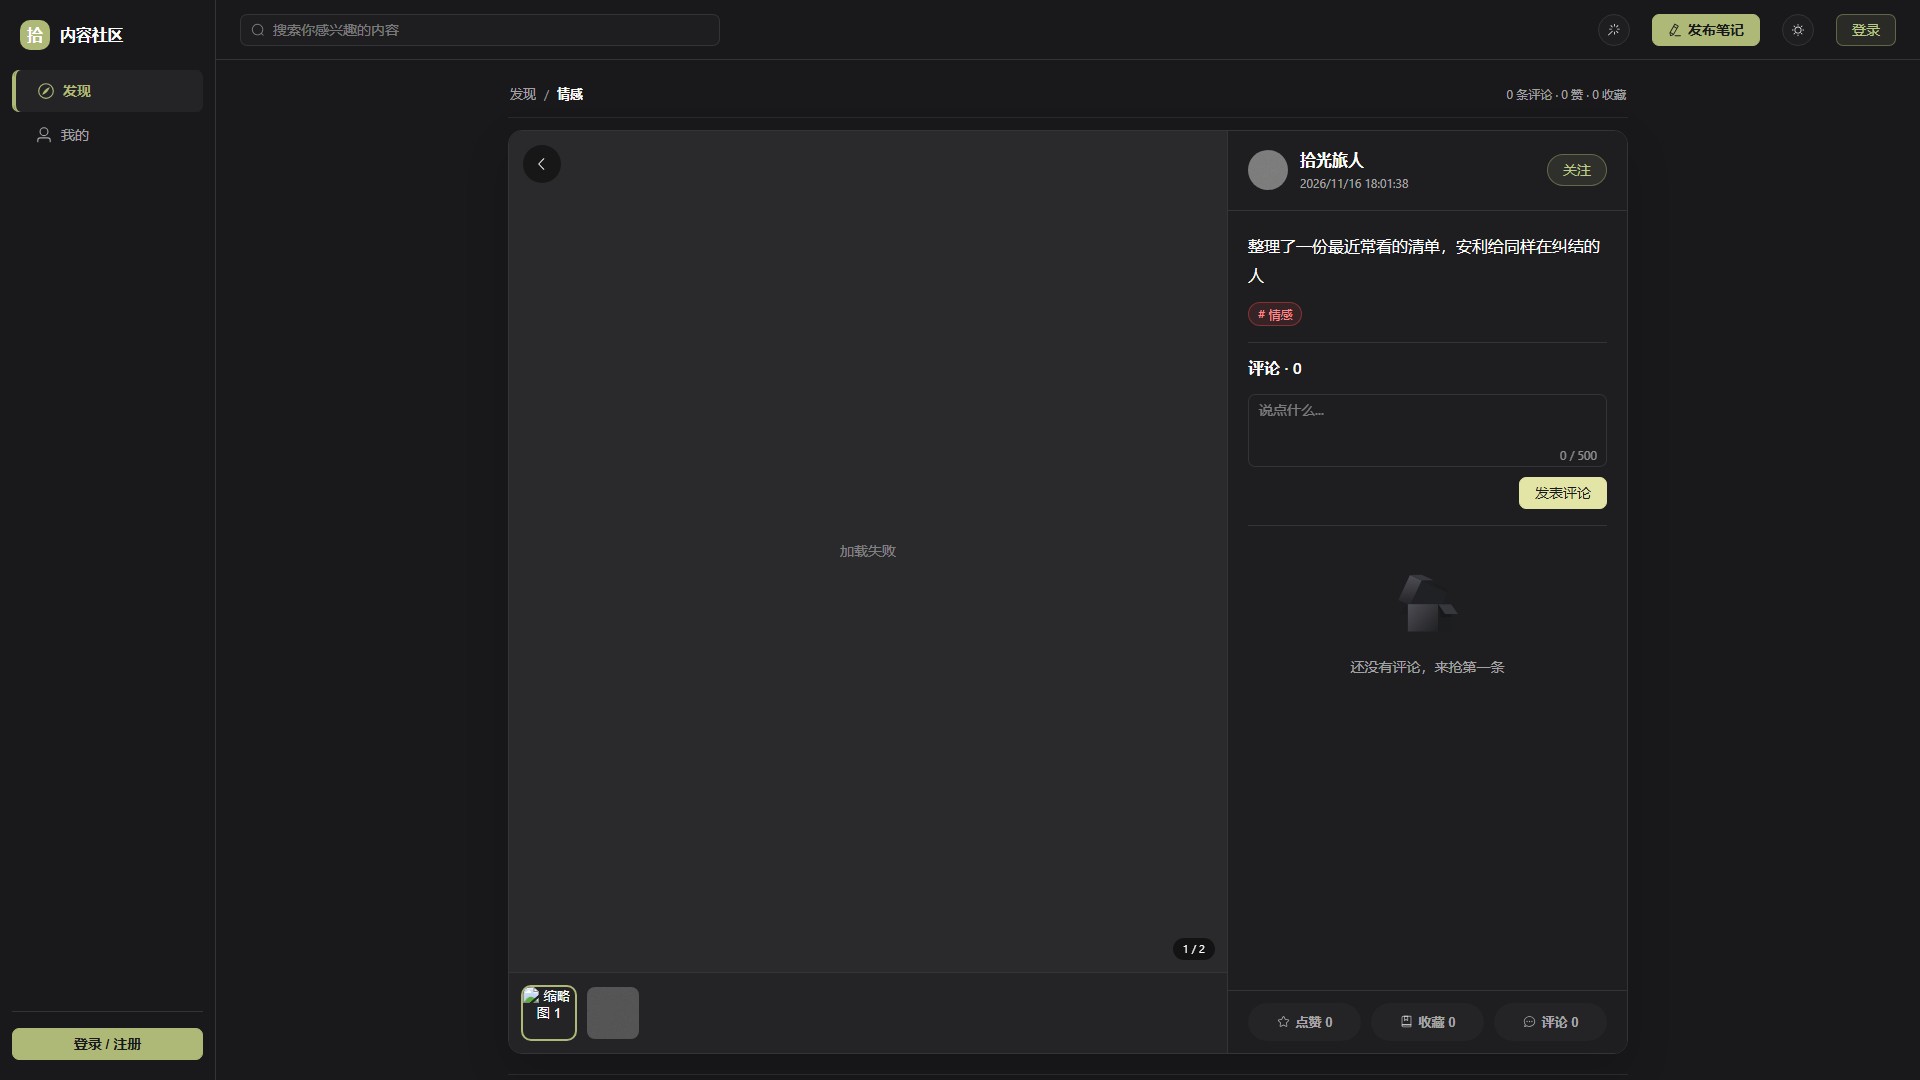 拾 内容社区
搜索你感兴趣的内容
发布笔记
登录
发现
我的
发现 / 情感
0 条评论 · 0 赞 · 0 收藏
拾光旅人
2026/11/16 18:01:38
关注
整理了一份最近常看的清单，安利给同样在纠结的
人
# 情感
评论 · 0
说点什么...
0 / 500
发表评论
加载失败
还没有评论，来抢第一条
1 / 2
缩略
图 1
点赞 0
收藏 0
评论 0
登录 / 注册